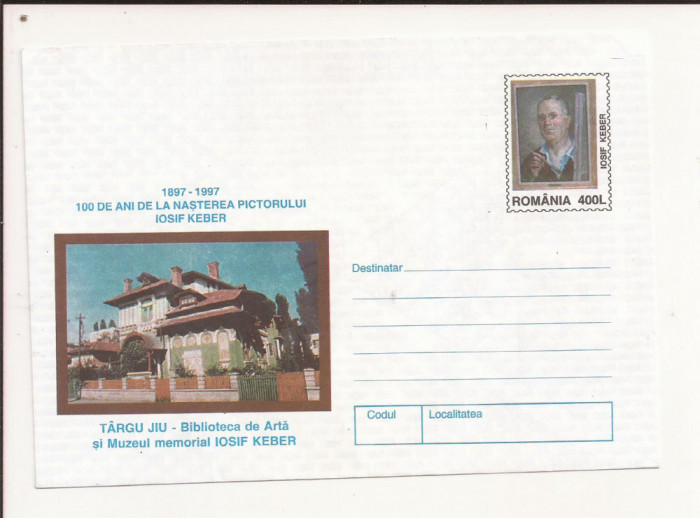 IOSIF KEBER
ROMÂNIA 400L
1897 - 1997
100 DE ANI DE LA NAȘTEREA PICTORULUI
IOSIF KEBER
Destinatar
Codul
Localitatea
TÂRGU JIU - Biblioteca de Artă
și Muzeul memorial IOSIF KEBER